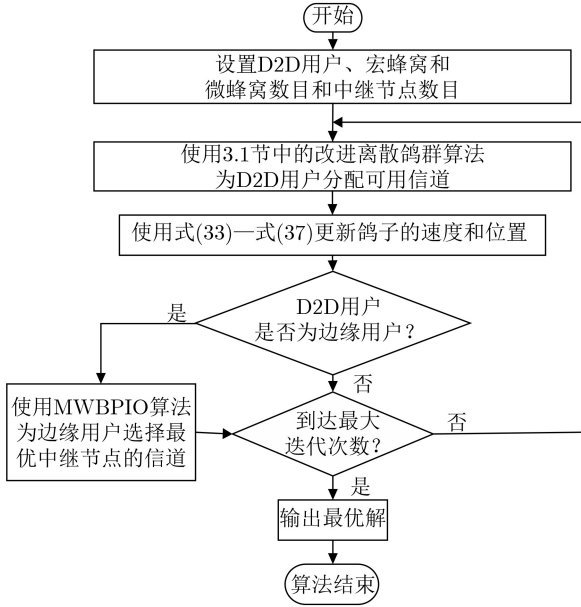 开始
设置D2D用户、宏蜂窝和
微蜂窝数目和中继节点数目
使用3.1节中的改进离散鸽群算法
为D2D用户分配可用信道
使用式(33)—式(37)更新鸽子的速度和位置
D2D用户
是否为边缘用户?
是
否
使用MWBPIO算法
为边缘用户选择最
优中继节点的信道
到达最大
迭代次数?
否
是
输出最优解
算法结束